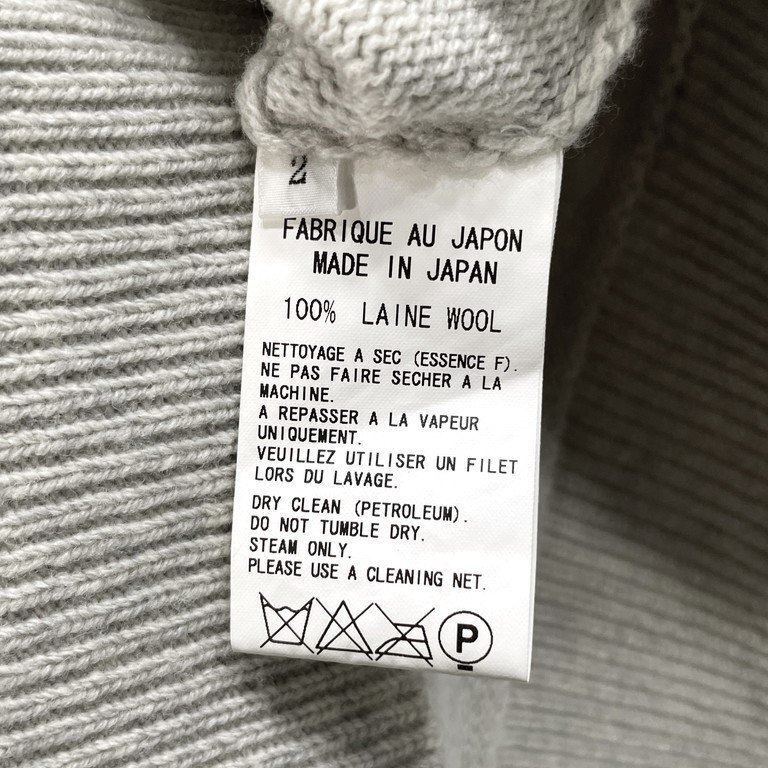 2
FABRIQUE AU JAPON
MADE IN JAPAN
100% LAINE WOOL
NETTOYAGE A SEC (ESSENCE F).
NE PAS FAIRE SECHER A LA
MACHINE.
A REPASSER A LA VAPEUR
UNIQUEMENT.
VEUILLEZ UTILISER UN FILET
LORS DU LAVAGE.
DRY CLEAN (PETROLEUM).
DO NOT TUMBLE DRY.
STEAM ONLY.
PLEASE USE A CLEANING NET.
P